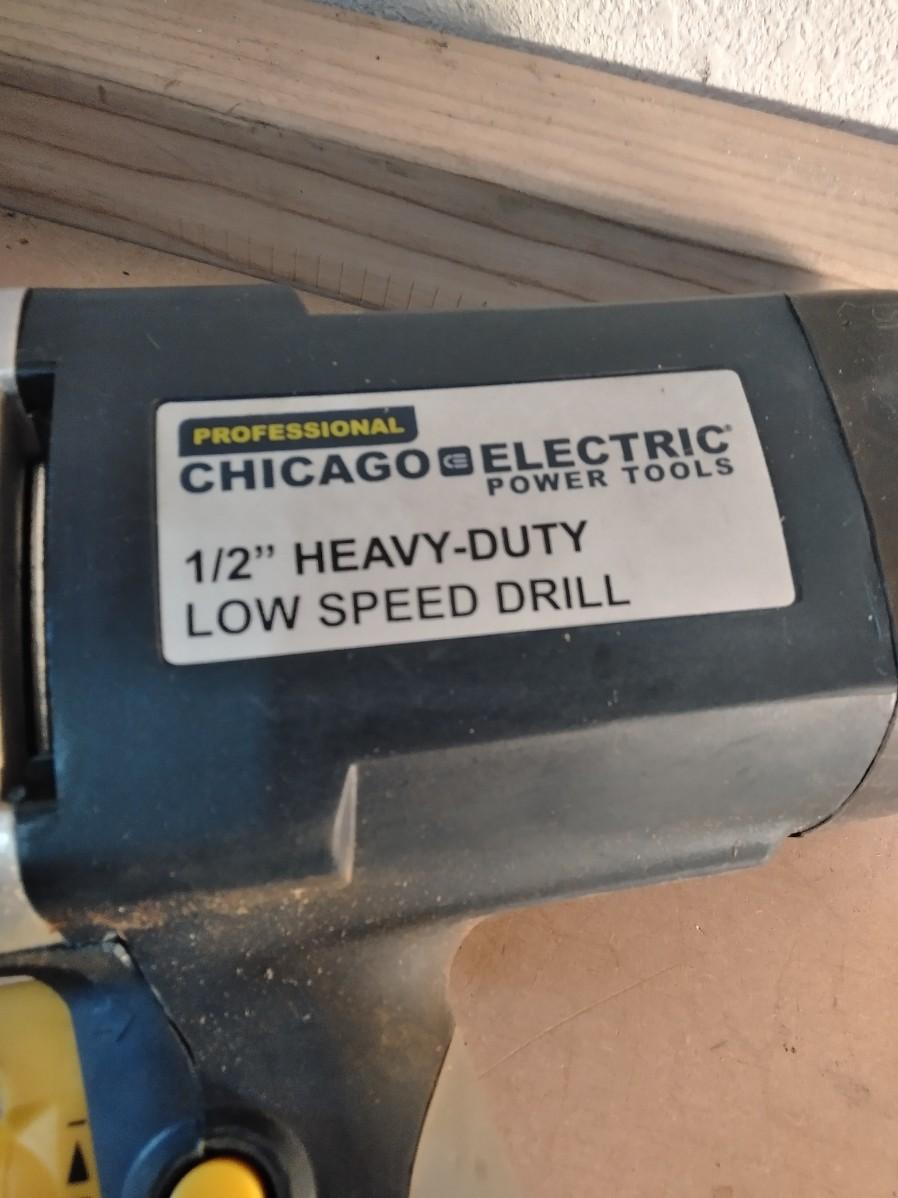 PROFESSIONAL
CHICAGO ELECTRIC®
POWER TOOLS
1/2” HEAVY-DUTY
LOW SPEED DRILL